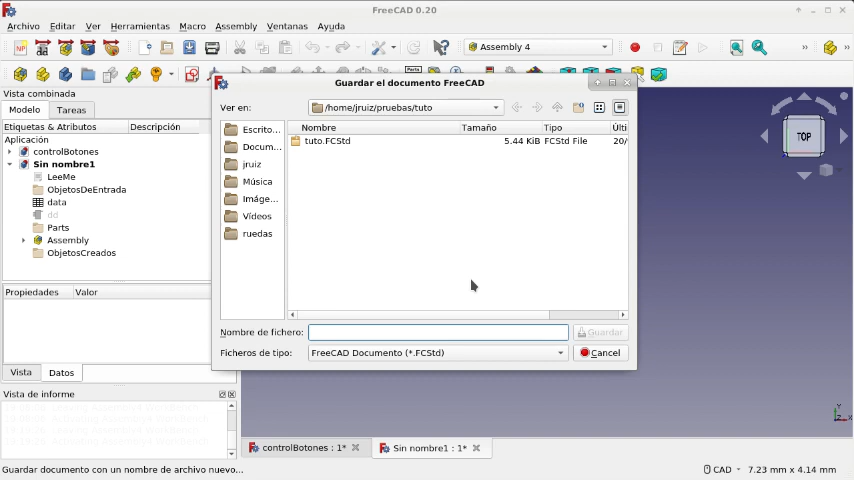 FreeCAD 0.20
Archivo Editar Ver Herramientas Macro Assembly Ventanas Ayuda
Assembly 4
Vista combinada
Guardar el documento FreeCAD
Modelo Tareas
Ver en: /home/jruiz/pruebas/tuto
Etiquetas & Atributos Descripción
Nombre Tamaño Tipo Últi
Aplicación
controlBotones
Sin nombre1
LeeMe
ObjetosDeEntrada
data
dd
Parts
Assembly
ObjetosCreados
Escrito...
Docum...
jruiz
Música
Imáge...
Vídeos
ruedas
tuto.FCStd 5.44 KiB FCStd File 20/
TOP
Propiedades Valor
Nombre de fichero: Guardar
Ficheros de tipo: FreeCAD Documento (*.FCStd) Cancel
Vista Datos
Vista de informe
controlBotones : 1* Sin nombre1 : 1*
Guardar documento con un nombre de archivo nuevo... CAD 7.23 mm x 4.14 mm